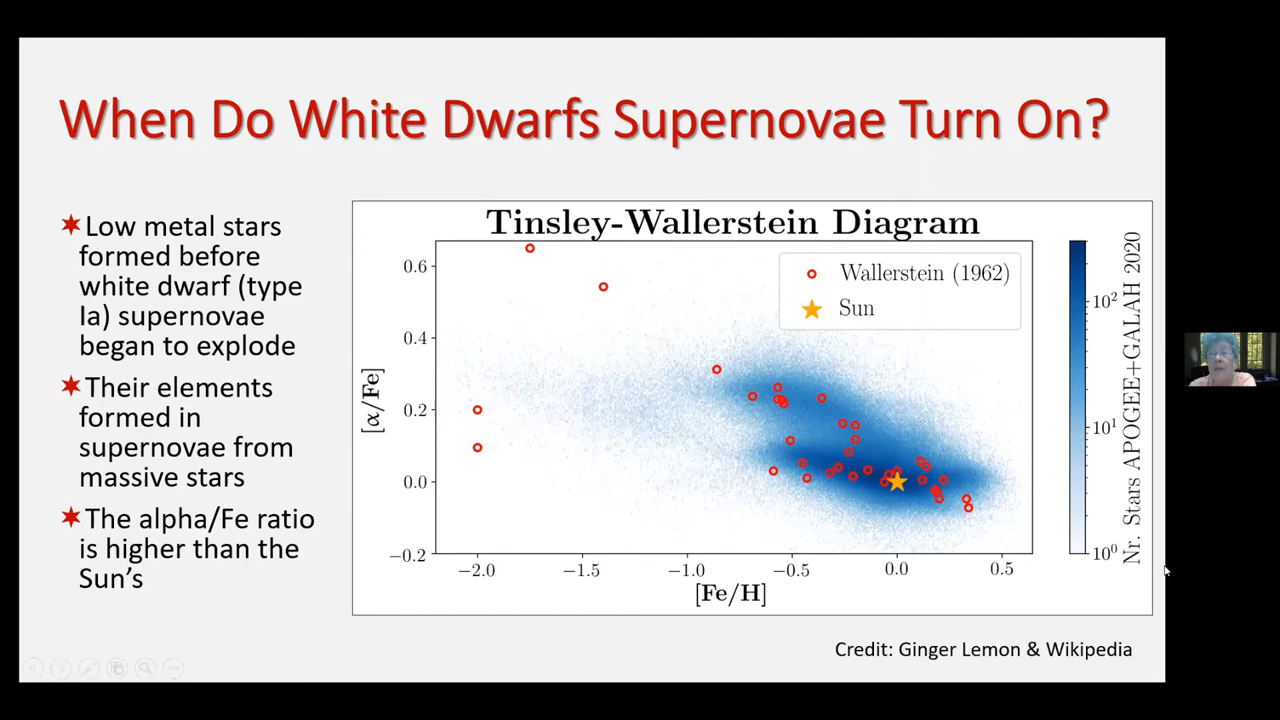 When Do White Dwarfs Supernovae Turn On?
Low metal stars
formed before
white dwarf (type
Ia) supernovae
began to explode
Their elements
formed in
supernovae from
massive stars
The alpha/Fe ratio
is higher than the
Sun’s
Tinsley-Wallerstein Diagram
Wallerstein (1962)
Sun
[α/Fe]
0.6
0.4
0.2
0.0
−0.2
−2.0 −1.5 −1.0 −0.5 0.0 0.5
[Fe/H]
10²
10¹
10⁰
Nr. Stars APOGEE+GALAH 2020
Credit: Ginger Lemon & Wikipedia